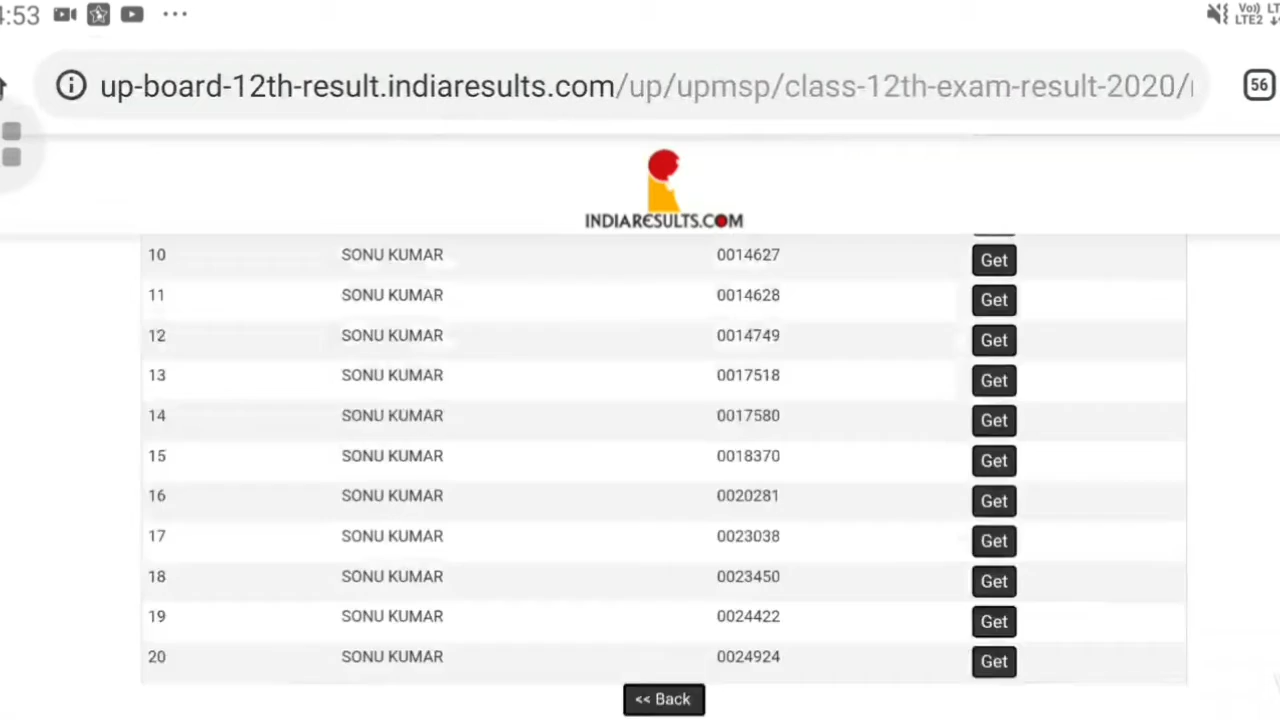 4:53
Vo)) LT
LTE2
up-board-12th-result.indiaresults.com/up/upmsp/class-12th-exam-result-2020/
56
INDIARESULTS.COM
10 SONU KUMAR 0014627 Get
11 SONU KUMAR 0014628 Get
12 SONU KUMAR 0014749 Get
13 SONU KUMAR 0017518 Get
14 SONU KUMAR 0017580 Get
15 SONU KUMAR 0018370 Get
16 SONU KUMAR 0020281 Get
17 SONU KUMAR 0023038 Get
18 SONU KUMAR 0023450 Get
19 SONU KUMAR 0024422 Get
20 SONU KUMAR 0024924 Get
<< Back